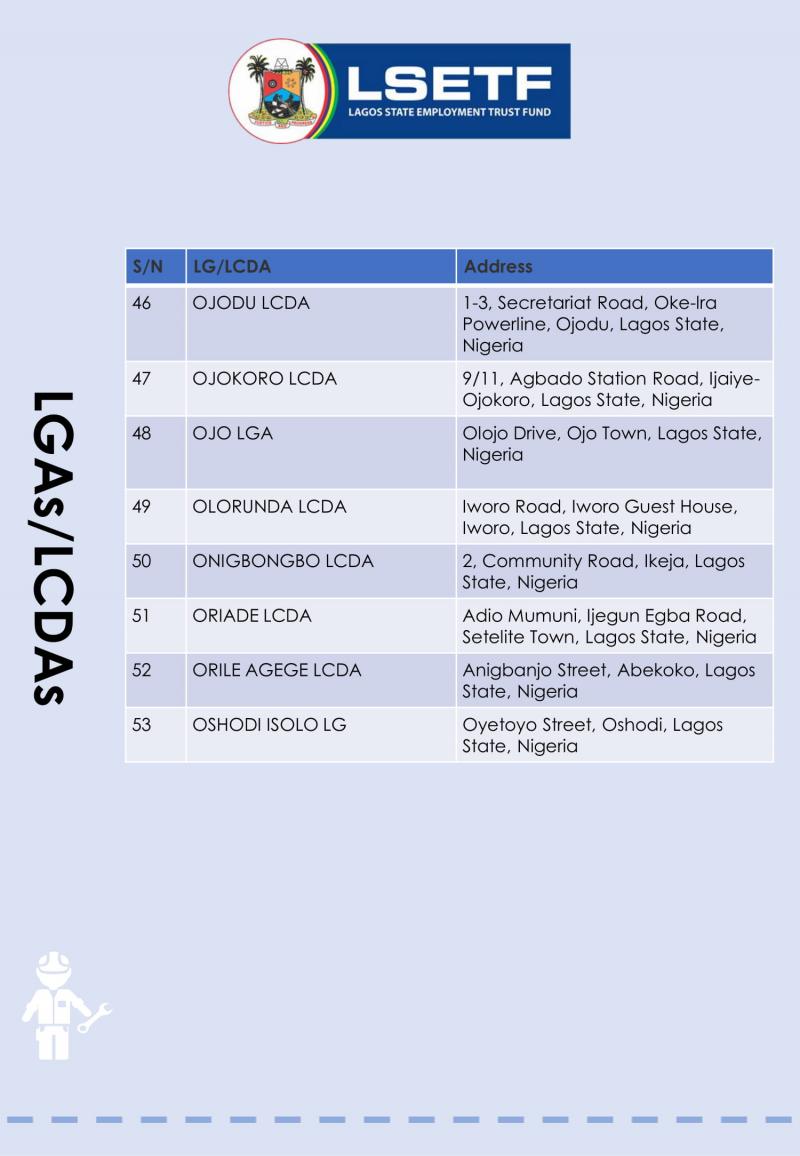 LSETF
LAGOS STATE EMPLOYMENT TRUST FUND
LGAs/LCDAs
S/N LG/LCDA Address
46 OJODU LCDA 1-3, Secretariat Road, Oke-Ira
Powerline, Ojodu, Lagos State,
Nigeria
47 OJOKORO LCDA 9/11, Agbado Station Road, Ijaiye-
Ojokoro, Lagos State, Nigeria
48 OJO LGA Olojo Drive, Ojo Town, Lagos State,
Nigeria
49 OLORUNDA LCDA Iworo Road, Iworo Guest House,
Iworo, Lagos State, Nigeria
50 ONIGBONGBO LCDA 2, Community Road, Ikeja, Lagos
State, Nigeria
51 ORIADE LCDA Adio Mumuni, Ijegun Egba Road,
Setelite Town, Lagos State, Nigeria
52 ORILE AGEGE LCDA Anigbanjo Street, Abekoko, Lagos
State, Nigeria
53 OSHODI ISOLO LG Oyetoyo Street, Oshodi, Lagos
State, Nigeria